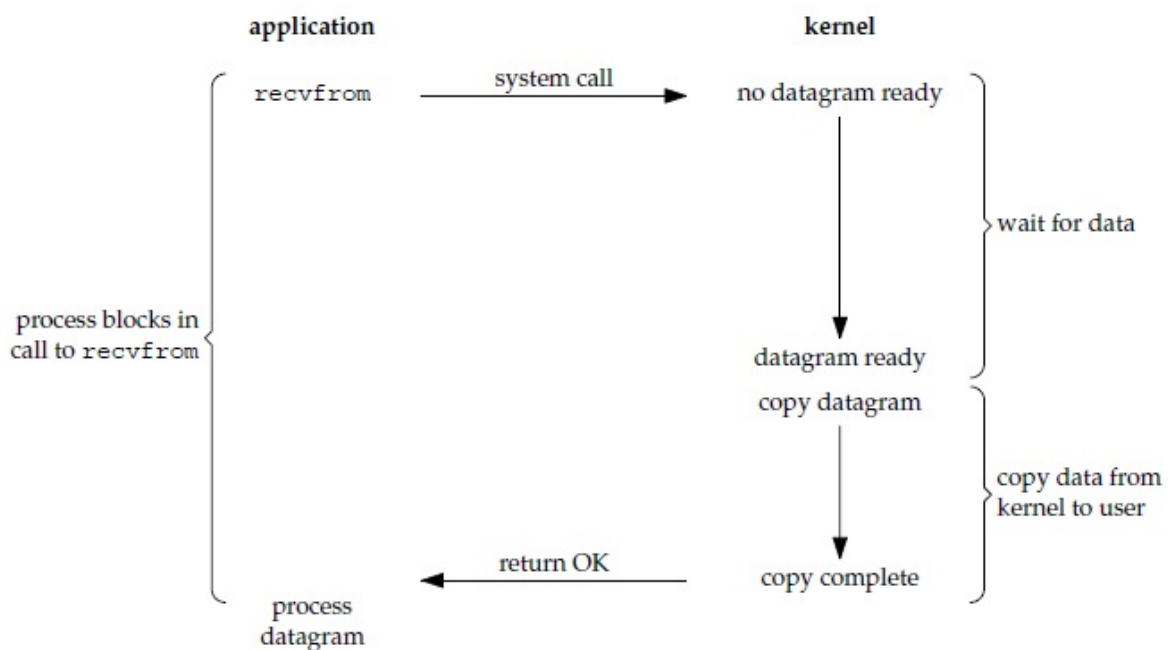 application
kernel
recvfrom
system call
no datagram ready
wait for data
process blocks in
call to recvfrom
datagram ready
copy datagram
copy data from
kernel to user
return OK
copy complete
process
datagram